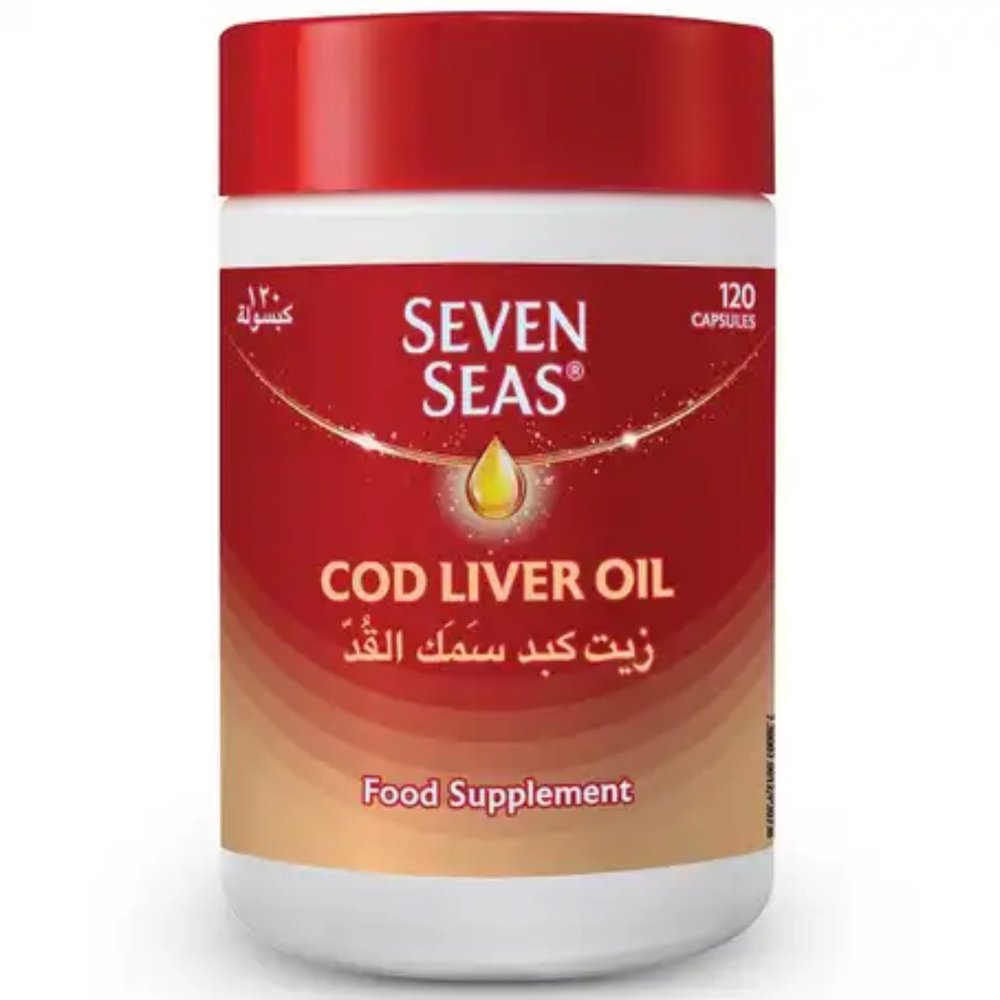 ١٢٠
كبسولة
120
CAPSULES
SEVEN
SEAS®
COD LIVER OIL
زيت كبد سَمَك القُدّ
Food Supplement